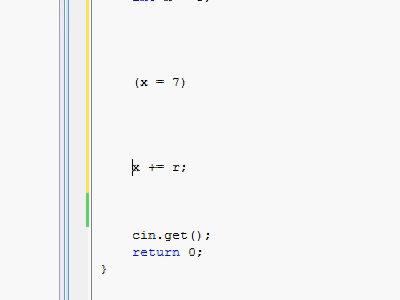 (x = 7)
x += r;
cin.get();
return 0;
}